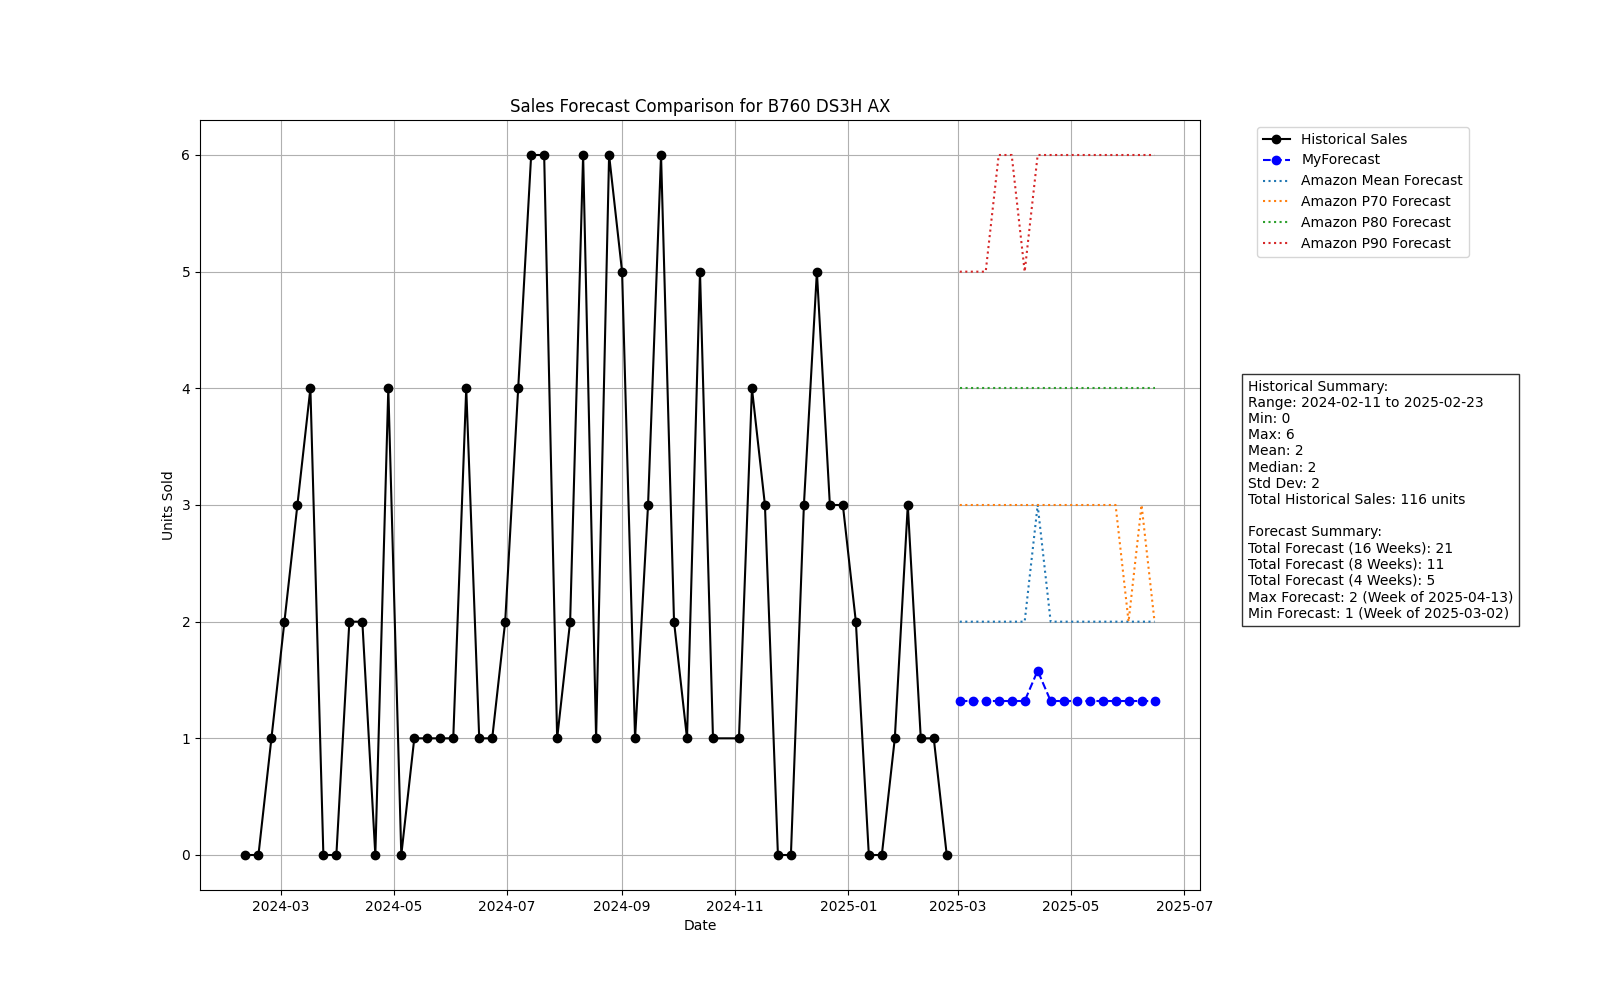 Sales Forecast Comparison for B760 DS3H AX
Units Sold
6
5
4
3
2
1
0
2024-03
2024-05
2024-07
2024-09
2024-11
2025-01
2025-03
2025-05
2025-07
Date
Historical Sales
MyForecast
Amazon Mean Forecast
Amazon P70 Forecast
Amazon P80 Forecast
Amazon P90 Forecast
Historical Summary:
Range: 2024-02-11 to 2025-02-23
Min: 0
Max: 6
Mean: 2
Median: 2
Std Dev: 2
Total Historical Sales: 116 units
Forecast Summary:
Total Forecast (16 Weeks): 21
Total Forecast (8 Weeks): 11
Total Forecast (4 Weeks): 5
Max Forecast: 2 (Week of 2025-04-13)
Min Forecast: 1 (Week of 2025-03-02)